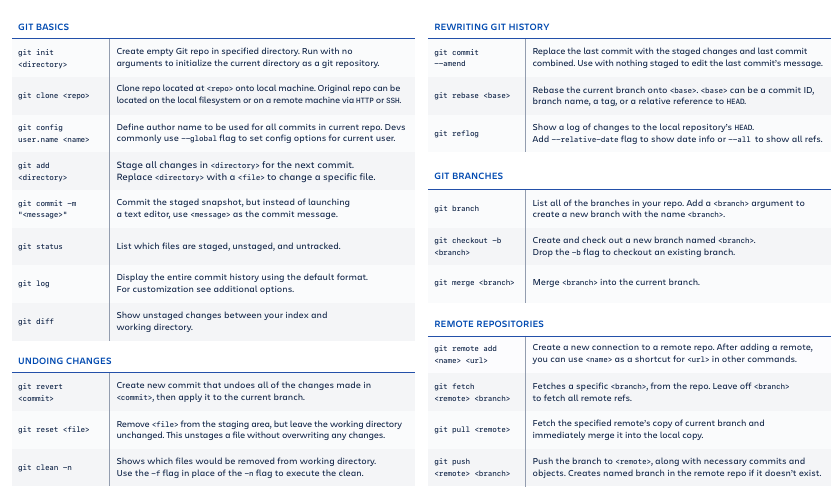 GIT BASICS
git init
<directory>
Create empty Git repo in specified directory. Run with no
arguments to initialize the current directory as a git repository.
git clone <repo>
Clone repo located at <repo> onto local machine. Original repo can be
located on the local filesystem or on a remote machine via HTTP or SSH.
git config
user.name <name>
Define author name to be used for all commits in current repo. Devs
commonly use --global flag to set config options for current user.
git add
<directory>
Stage all changes in <directory> for the next commit.
Replace <directory> with a <file> to change a specific file.
git commit -m
"<message>"
Commit the staged snapshot, but instead of launching
a text editor, use <message> as the commit message.
git status
List which files are staged, unstaged, and untracked.
git log
Display the entire commit history using the default format.
For customization see additional options.
git diff
Show unstaged changes between your index and
working directory.
UNDOING CHANGES
git revert
<commit>
Create new commit that undoes all of the changes made in
<commit>, then apply it to the current branch.
git reset <file>
Remove <file> from the staging area, but leave the working directory
unchanged. This unstages a file without overwriting any changes.
git clean -n
Shows which files would be removed from working directory.
Use the -f flag in place of the -n flag to execute the clean.
REWRITING GIT HISTORY
git commit
--amend
Replace the last commit with the staged changes and last commit
combined. Use with nothing staged to edit the last commit's message.
git rebase <base>
Rebase the current branch onto <base>. <base> can be a commit ID,
branch name, a tag, or a relative reference to HEAD.
git reflog
Show a log of changes to the local repository's HEAD.
Add --relative-date flag to show date info or --all to show all refs.
GIT BRANCHES
git branch
List all of the branches in your repo. Add a <branch> argument to
create a new branch with the name <branch>.
git checkout -b
<branch>
Create and check out a new branch named <branch>.
Drop the -b flag to checkout an existing branch.
git merge <branch>
Merge <branch> into the current branch.
REMOTE REPOSITORIES
git remote add
<name> <url>
Create a new connection to a remote repo. After adding a remote,
you can use <name> as a shortcut for <url> in other commands.
git fetch
<remote> <branch>
Fetches a specific <branch>, from the repo. Leave off <branch>
to fetch all remote refs.
git pull <remote>
Fetch the specified remote's copy of current branch and
immediately merge it into the local copy.
git push
<remote> <branch>
Push the branch to <remote>, along with necessary commits and
objects. Creates named branch in the remote repo if it doesn't exist.